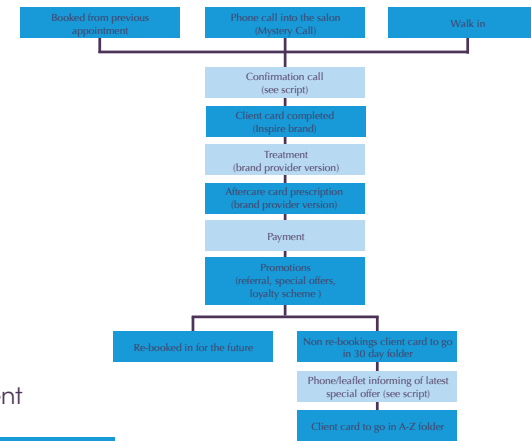 Booked from previous
appointment
Phone call into the salon
(Mystery Call)
Walk in
Confirmation call
(see script)
Client card completed
(Inspire brand)
Treatment
(brand provider version)
Aftercare card prescription
(brand provider version)
Payment
Promotions
(referral, special offers,
loyalty scheme )
Re-booked in for the future
Non re-bookings client card to go
in 30 day folder
Phone/leaflet informing of latest
special offer (see script)
Client card to go in A-Z folder